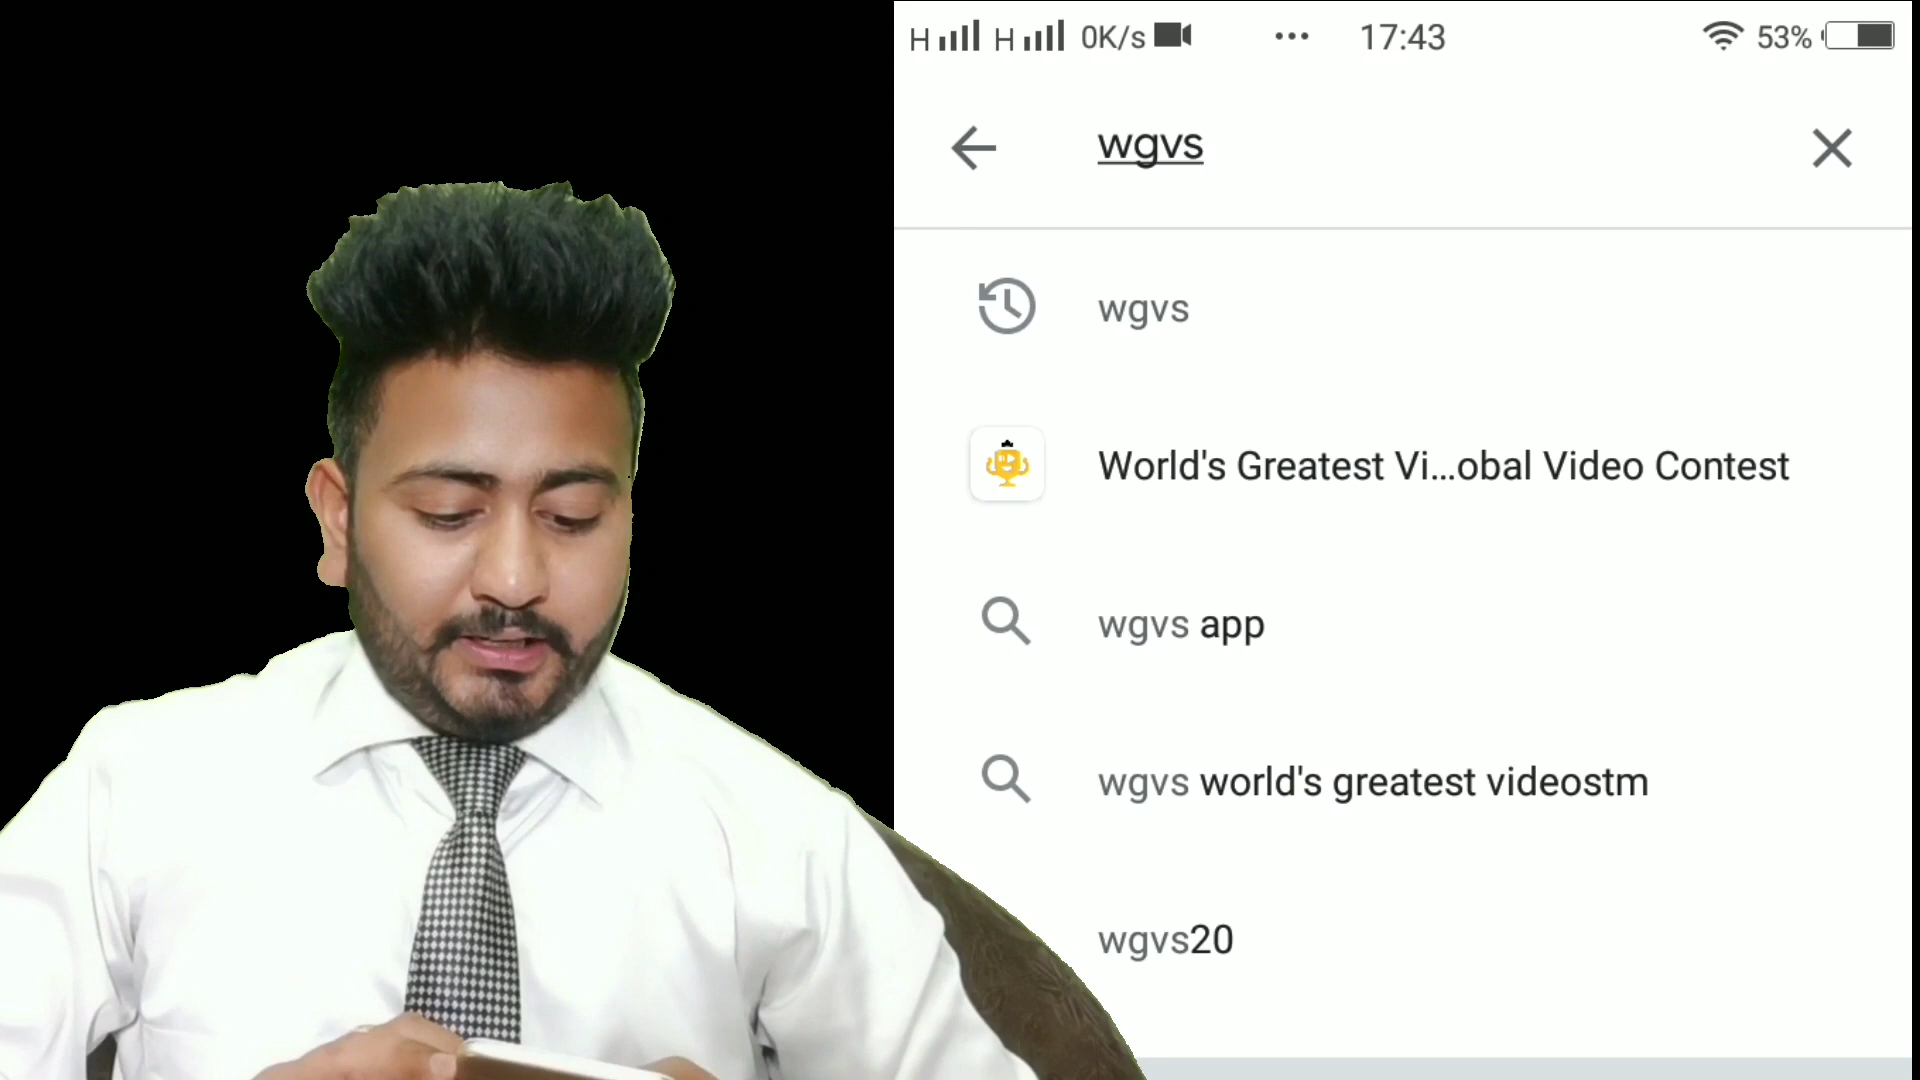 H H 0K/s ... 17:43 53%
wgvs
wgvs
World's Greatest Vi...obal Video Contest
wgvs app
wgvs world's greatest videostm
wgvs20